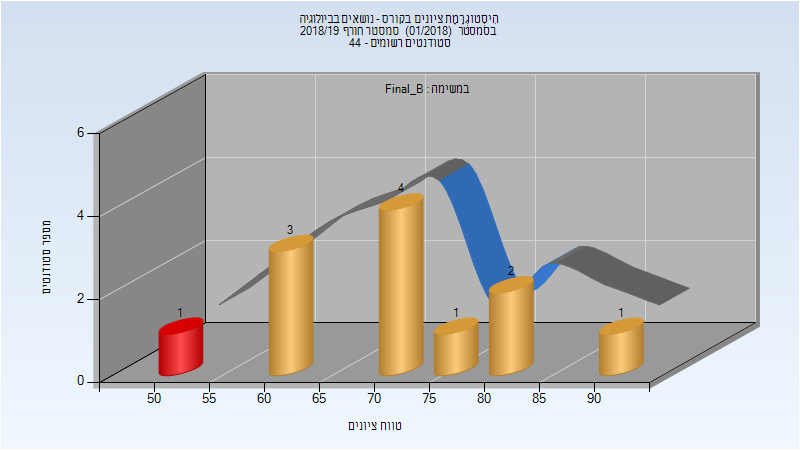 היסטוגרמת ציונים בקורס - נושאים בביולוגיה
בסמסטר (01/2018) סמסטר חורף 2018/19
סטודנטים רשומים - 44
במשימה : Final_B
מספר סטודנטים
6
4
2
0
1
3
4
1
2
1
50 55 60 65 70 75 80 85 90
טווח ציונים